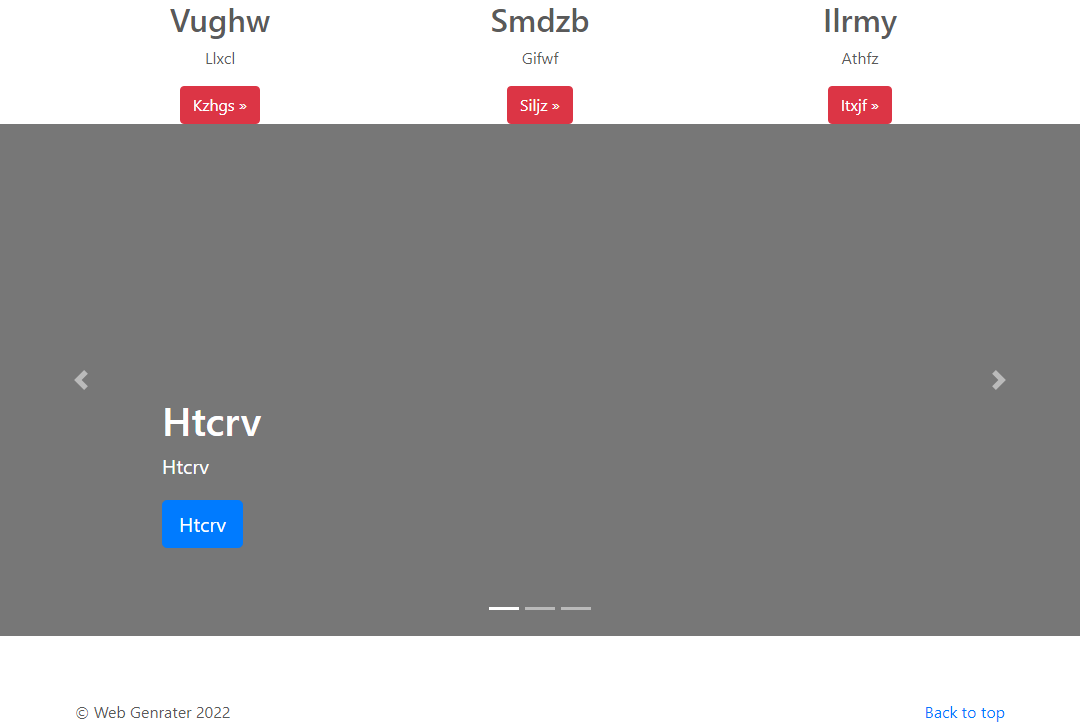 Vughw
Llxcl
Kzhgs »
Smdzb
Gifwf
Siljz »
Ilrmy
Athfz
Itxjf »
Htcrv
Htcrv
Htcrv
© Web Genrater 2022
Back to top